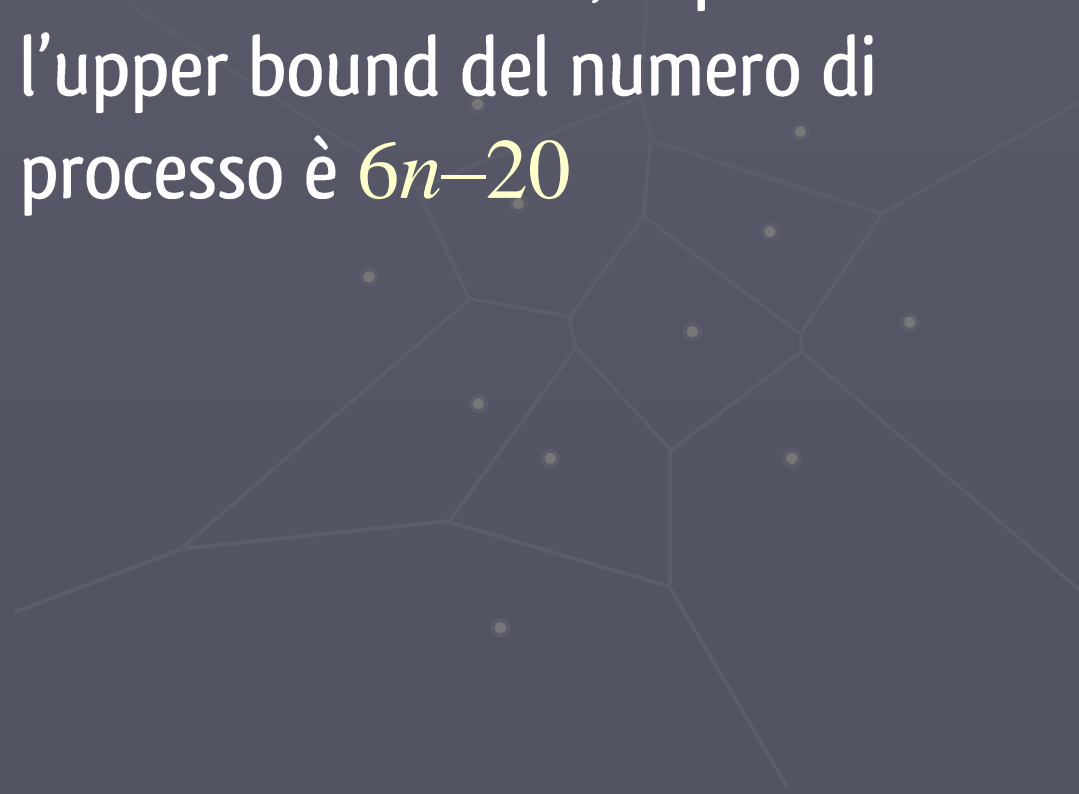 l’upper bound del numero di
processo è 6n–20